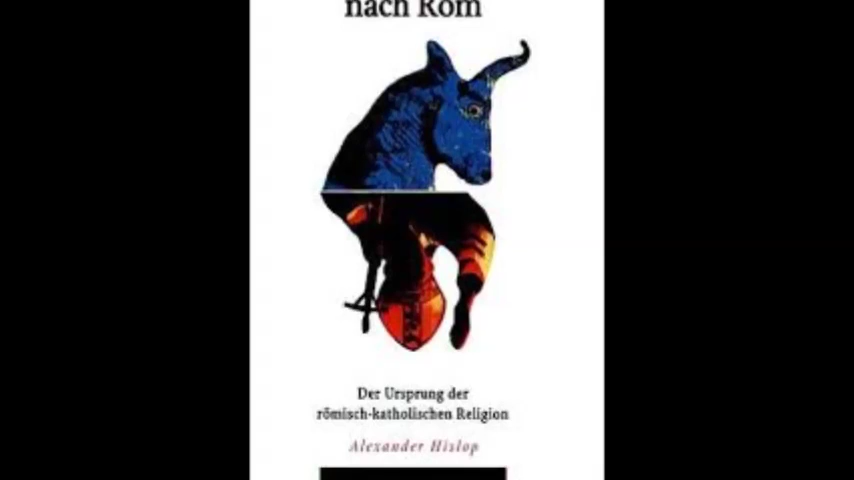 nach Rom
Der Ursprung der
römisch-katholischen Religion
Alexander Hislop